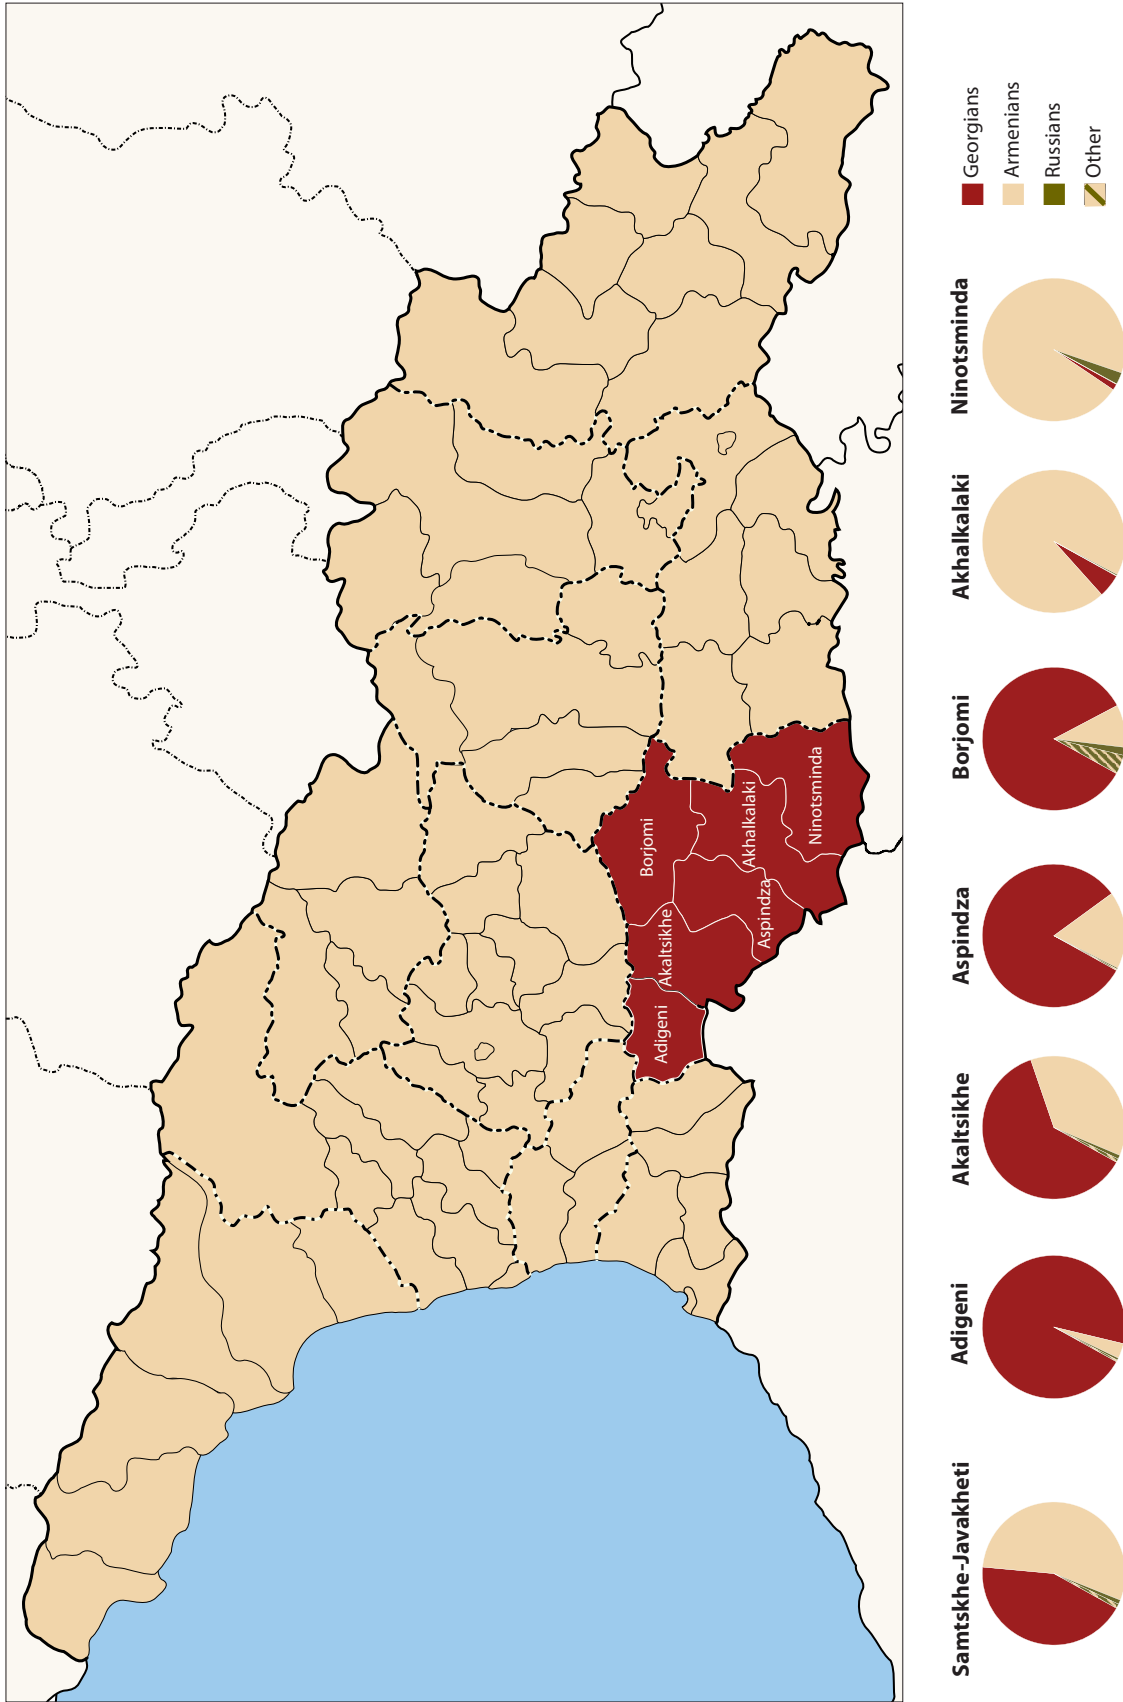 Adigeni
Akaltsikhe
Borjomi
Aspindza
Akhalkalaki
Ninotsminda
Samtskhe-Javakheti
Adigeni
Akaltsikhe
Aspindza
Borjomi
Akhalkalaki
Ninotsminda
Georgians
Armenians
Russians
Other